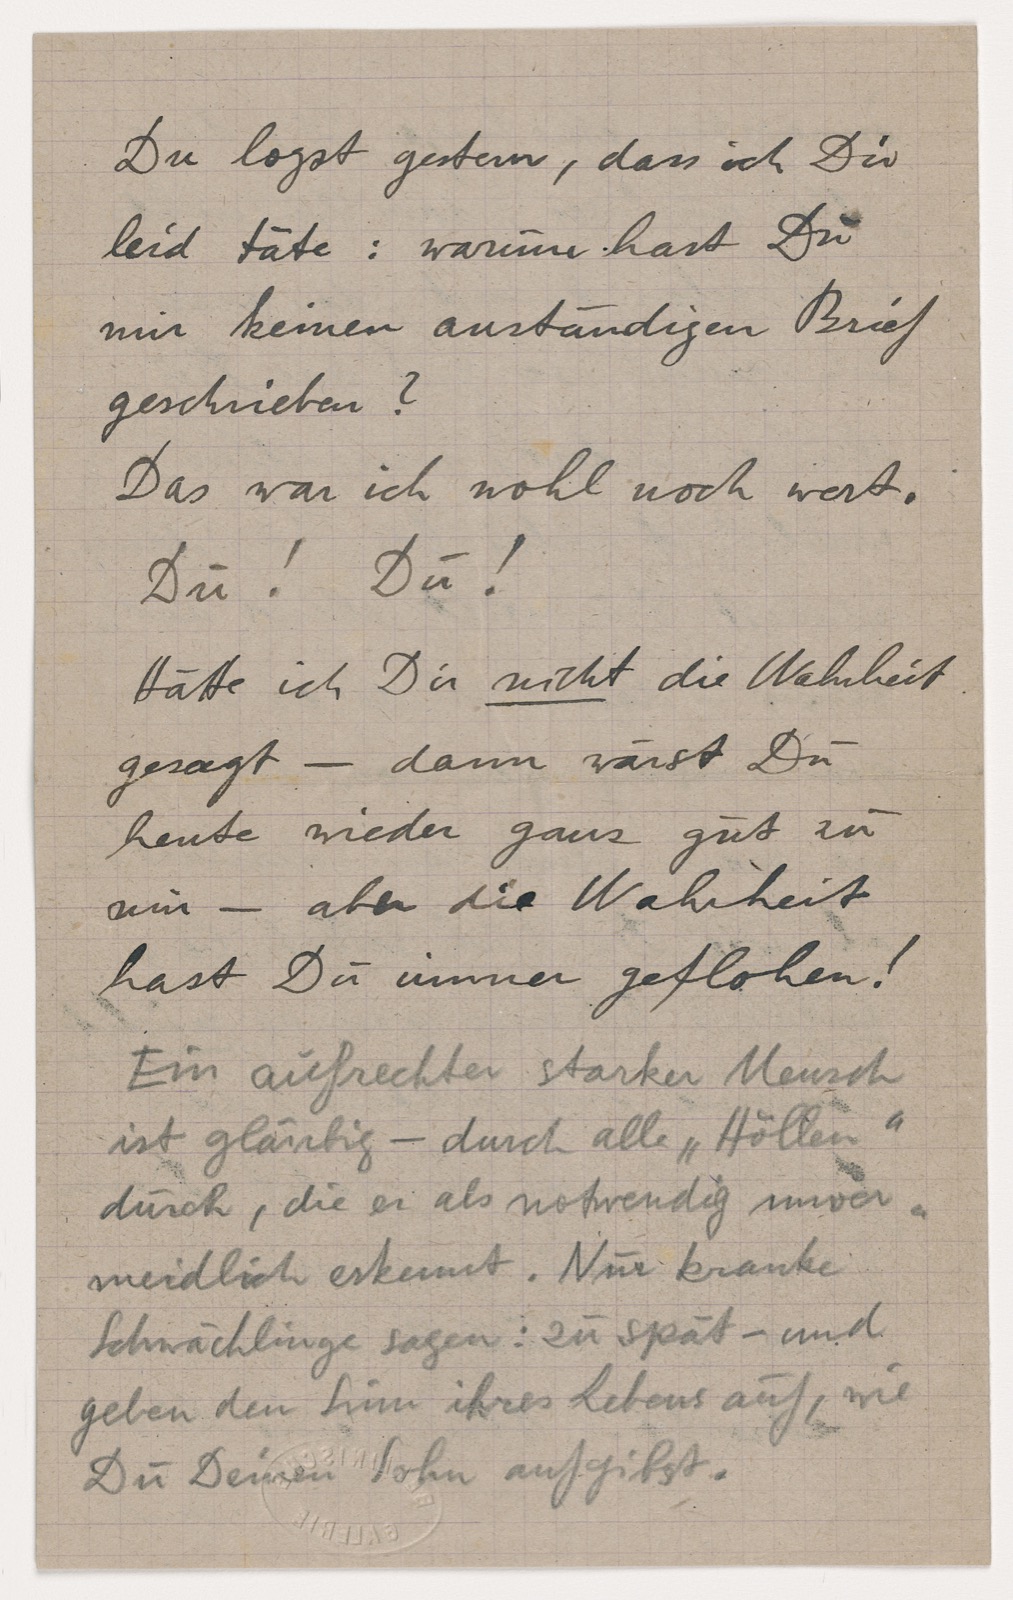 Du logst gestern, dass ich Dir
leid täte: warum hast Du
mir keinen anständigen Brief
geschrieben?
Das war ich wohl noch wert.
Du! Du!
Hätte ich Dir nicht die Wahrheit
gesagt — dann wärst Du
heute wieder ganz gut zu
mir — aber die Wahrheit
hast Du immer geflohen!
Ein aufrechter starker Mensch
ist gläubig — durch alle „Höllen“
durch, die er als notwendig unver-
meidlich erkennt. Nur kranke
Schwächlinge sagen: zu spät — und
geben den Sinn ihres Lebens auf, wie
Du Deinen Sohn aufgibst.
GALERIE